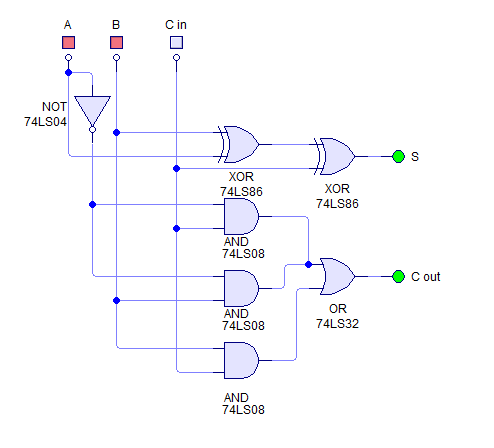 A B C in
NOT
74LS04
S
XOR
74LS86
XOR
74LS86
AND
74LS08
C out
AND
74LS08
OR
74LS32
AND
74LS08